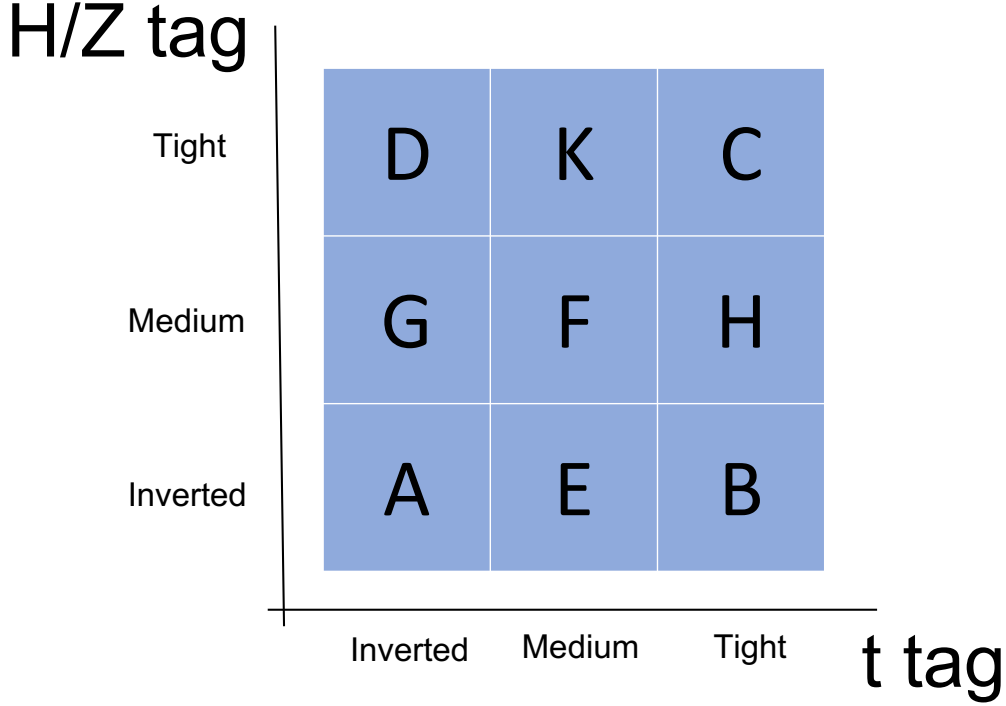 H/Z tag
Tight
D K C
Medium
G F H
Inverted
A E B
Inverted Medium Tight
t tag